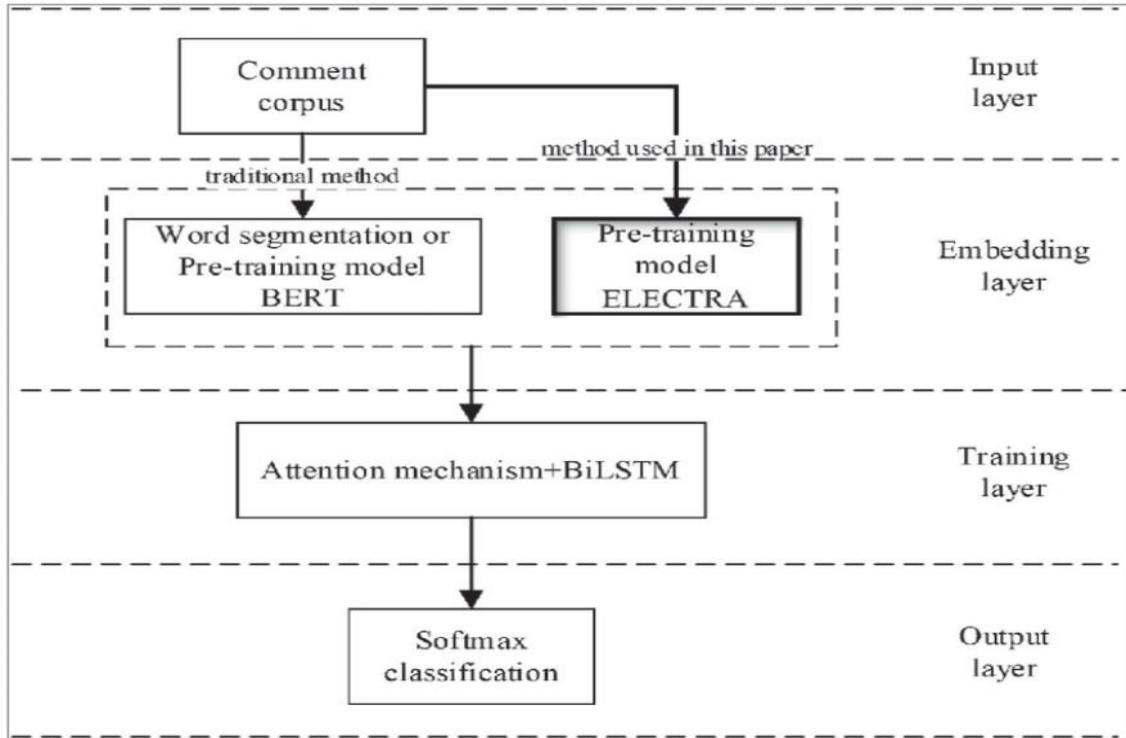 Comment
corpus
Input
layer
method used in this paper
traditional method
Word segmentation or
Pre-training model
BERT
Pre-training
model
ELECTRA
Embedding
layer
Attention mechanism+BiLSTM
Training
layer
Softmax
classification
Output
layer